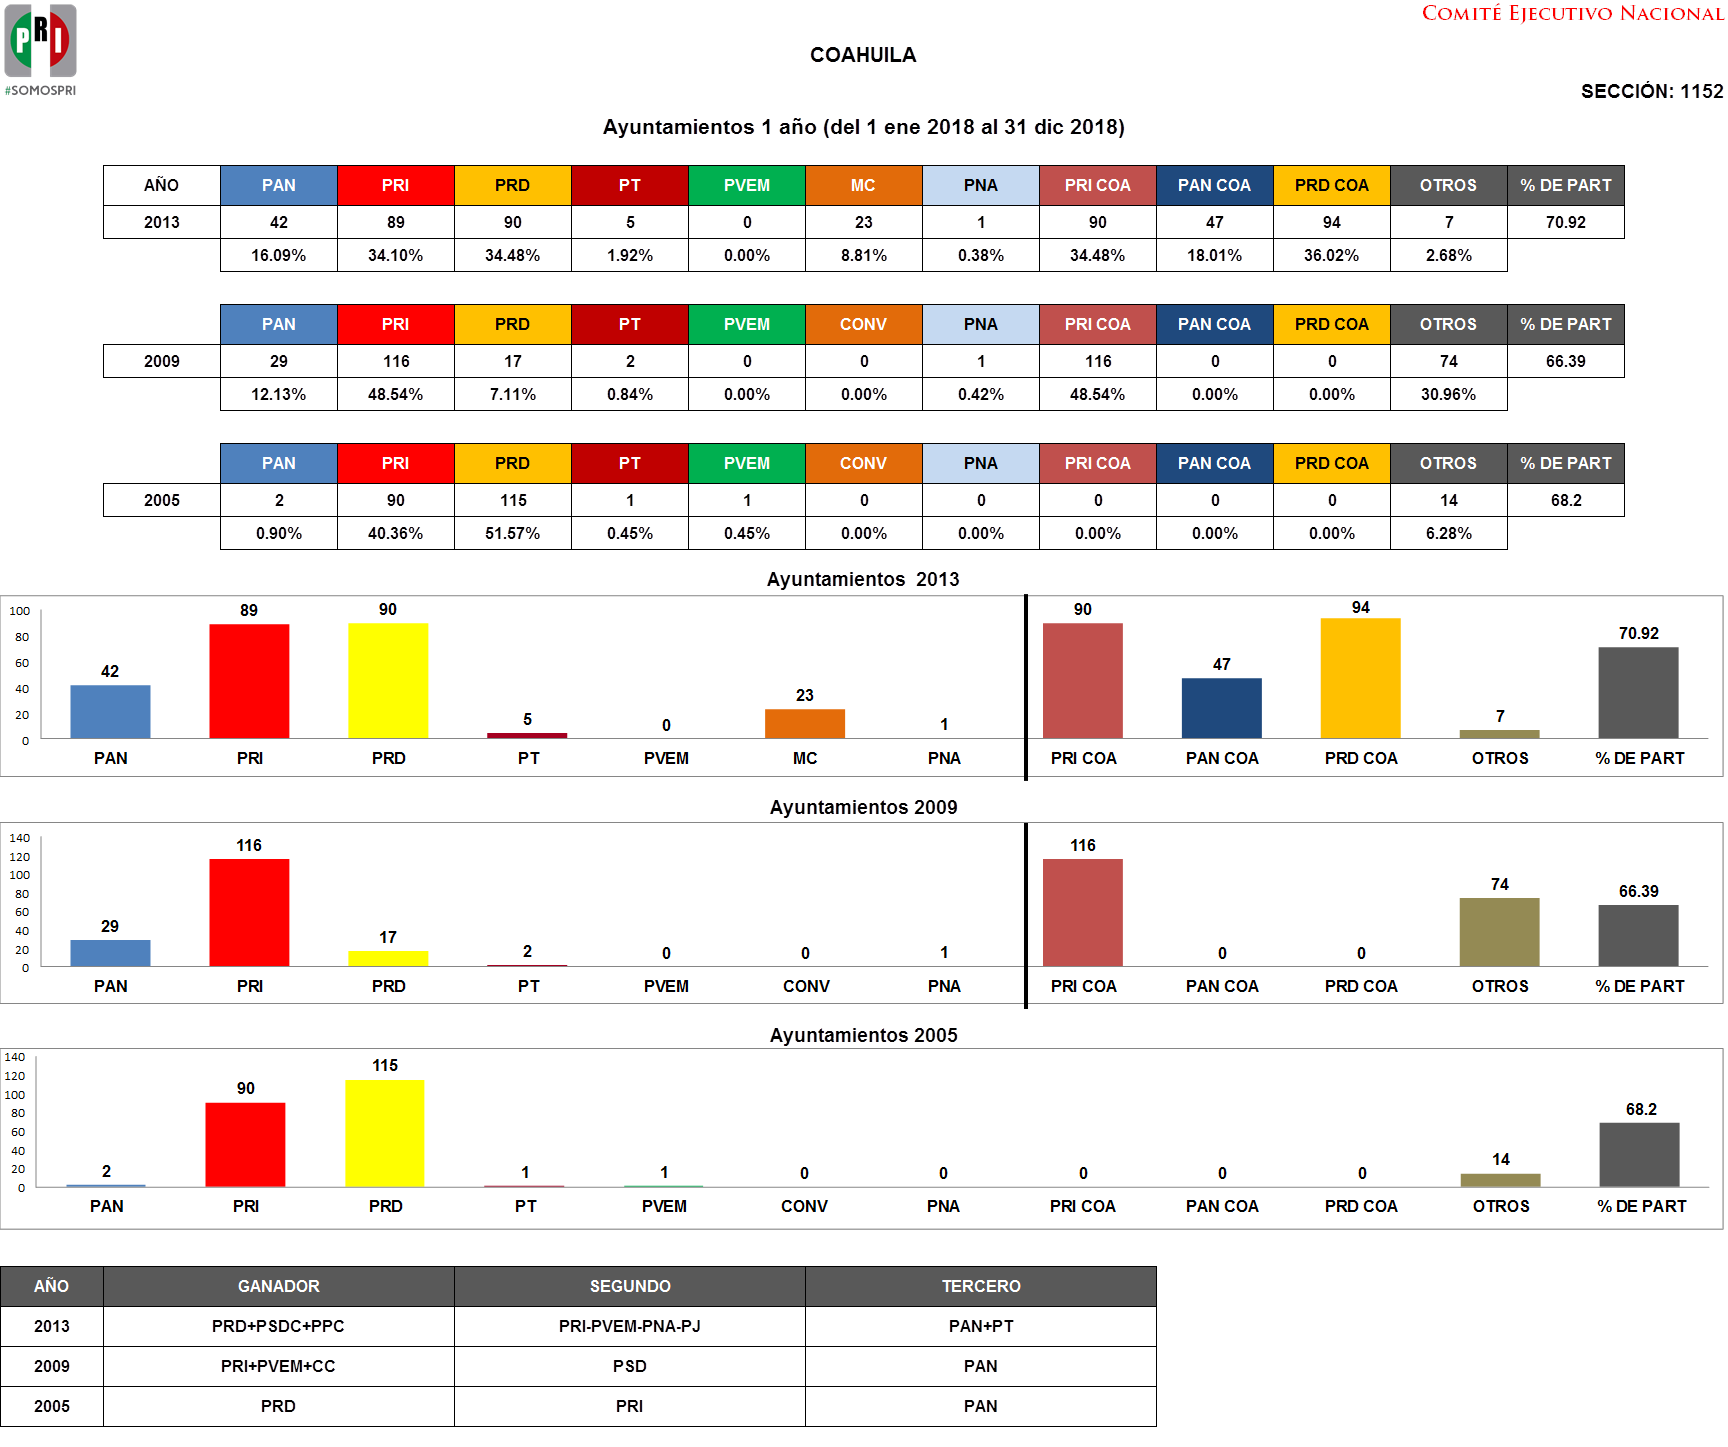 COMITÉ EJECUTIVO NACIONAL
PRI
#SOMOSPRI
COAHUILA
SECCIÓN: 1152
Ayuntamientos 1 año (del 1 ene 2018 al 31 dic 2018)
AÑO PAN PRI PRD PT PVEM MC PNA PRI COA PAN COA PRD COA OTROS % DE PART
2013 42 89 90 5 0 23 1 90 47 94 7 70.92
16.09% 34.10% 34.48% 1.92% 0.00% 8.81% 0.38% 34.48% 18.01% 36.02% 2.68%
PAN PRI PRD PT PVEM CONV PNA PRI COA PAN COA PRD COA OTROS % DE PART
2009 29 116 17 2 0 0 1 116 0 0 74 66.39
12.13% 48.54% 7.11% 0.84% 0.00% 0.00% 0.42% 48.54% 0.00% 0.00% 30.96%
PAN PRI PRD PT PVEM CONV PNA PRI COA PAN COA PRD COA OTROS % DE PART
2005 2 90 115 1 1 0 0 0 0 0 14 68.2
0.90% 40.36% 51.57% 0.45% 0.45% 0.00% 0.00% 0.00% 0.00% 0.00% 6.28%
Ayuntamientos 2013
100
80
60
40
20
0
42 89 90 5 0 23 1 90 47 94 7 70.92
PAN PRI PRD PT PVEM MC PNA PRI COA PAN COA PRD COA OTROS % DE PART
Ayuntamientos 2009
140
120
100
80
60
40
20
0
29 116 17 2 0 0 1 116 0 0 74 66.39
PAN PRI PRD PT PVEM CONV PNA PRI COA PAN COA PRD COA OTROS % DE PART
Ayuntamientos 2005
140
120
100
80
60
40
20
0
2 90 115 1 1 0 0 0 0 0 14 68.2
PAN PRI PRD PT PVEM CONV PNA PRI COA PAN COA PRD COA OTROS % DE PART
AÑO GANADOR SEGUNDO TERCERO
2013 PRD+PSDC+PPC PRI-PVEM-PNA-PJ PAN+PT
2009 PRI+PVEM+CC PSD PAN
2005 PRD PRI PAN